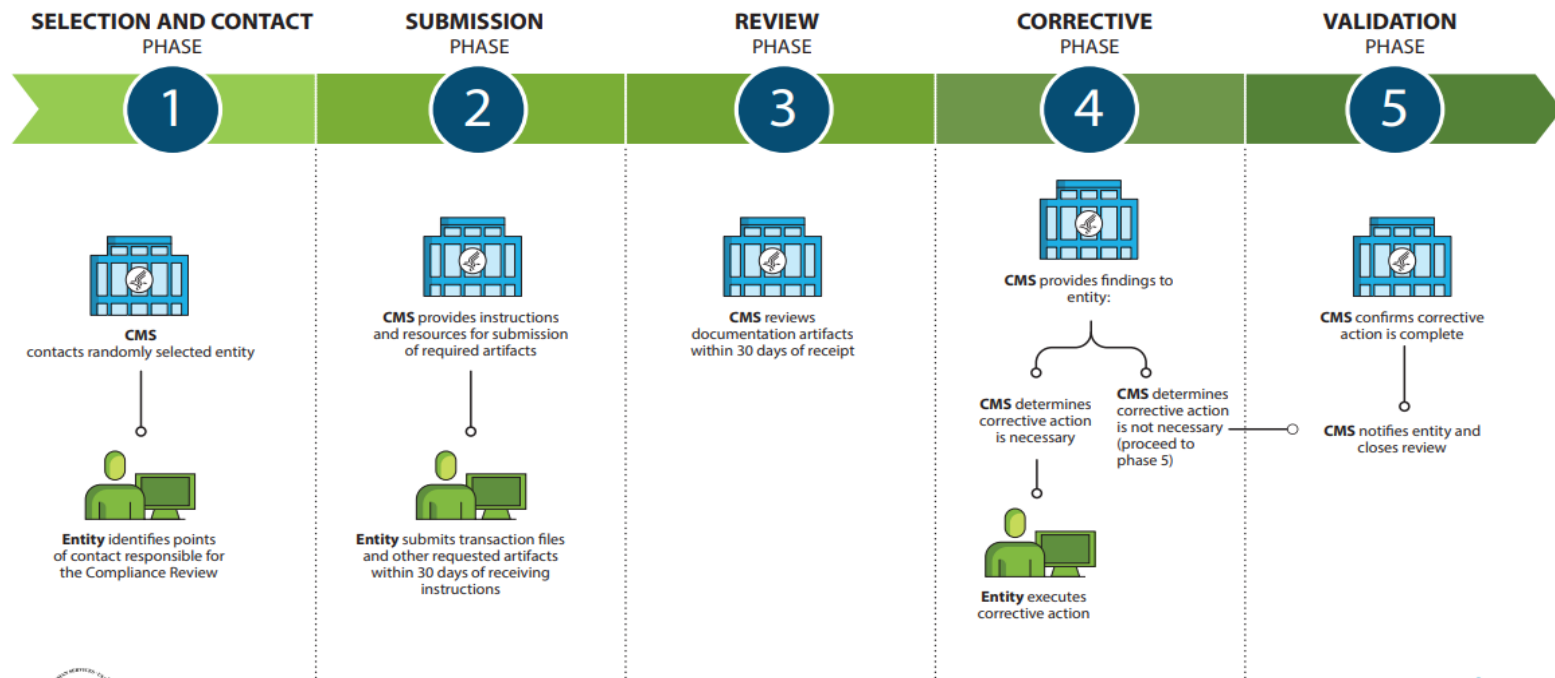 SELECTION AND CONTACT
PHASE
1
CMS
contacts randomly selected entity
Entity identifies points
of contact responsible for
the Compliance Review
SUBMISSION
PHASE
2
CMS provides instructions
and resources for submission
of required artifacts
Entity submits transaction files
and other requested artifacts
within 30 days of receiving
instructions
REVIEW
PHASE
3
CMS reviews
documentation artifacts
within 30 days of receipt
CORRECTIVE
PHASE
4
CMS provides findings to
entity:
CMS determines
corrective action
is necessary
Entity executes
corrective action
CMS determines
corrective action
is not necessary
(proceed to
phase 5)
VALIDATION
PHASE
5
CMS confirms corrective
action is complete
CMS notifies entity and
closes review